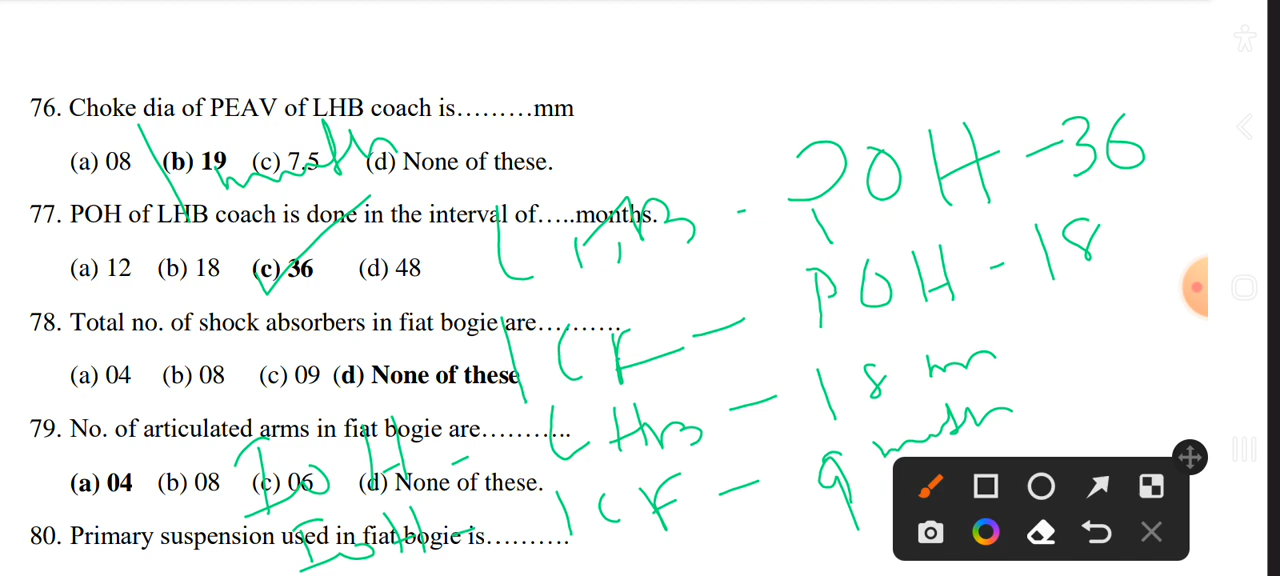 76. Choke dia of PEAV of LHB coach is.........mm
(a) 08 (b) 19 (c) 7.5 (d) None of these.
77. POH of LHB coach is done in the interval of.....months.
(a) 12 (b) 18 (c) 36 (d) 48
78. Total no. of shock absorbers in fiat bogie are..........
(a) 04 (b) 08 (c) 09 (d) None of these
79. No. of articulated arms in fiat bogie are..........
(a) 04 (b) 08 (c) 06 (d) None of these.
80. Primary suspension used in fiat bogie is..........
POH - 36
POH - 18
ICF -
LHB - 18
IOH -
ICF - 9